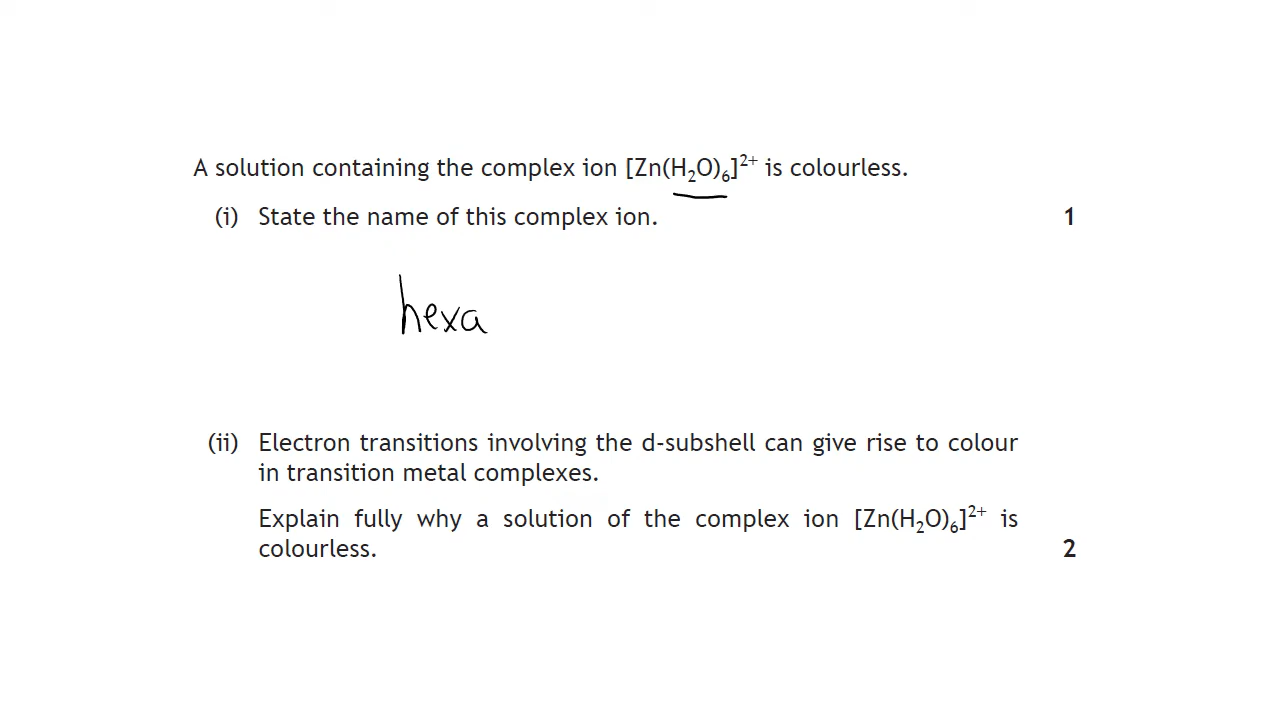 A solution containing the complex ion [Zn(H₂O)₆]²⁺ is colourless.
(i) State the name of this complex ion. 1
hexa
(ii) Electron transitions involving the d-subshell can give rise to colour
in transition metal complexes.
Explain fully why a solution of the complex ion [Zn(H₂O)₆]²⁺ is
colourless. 2